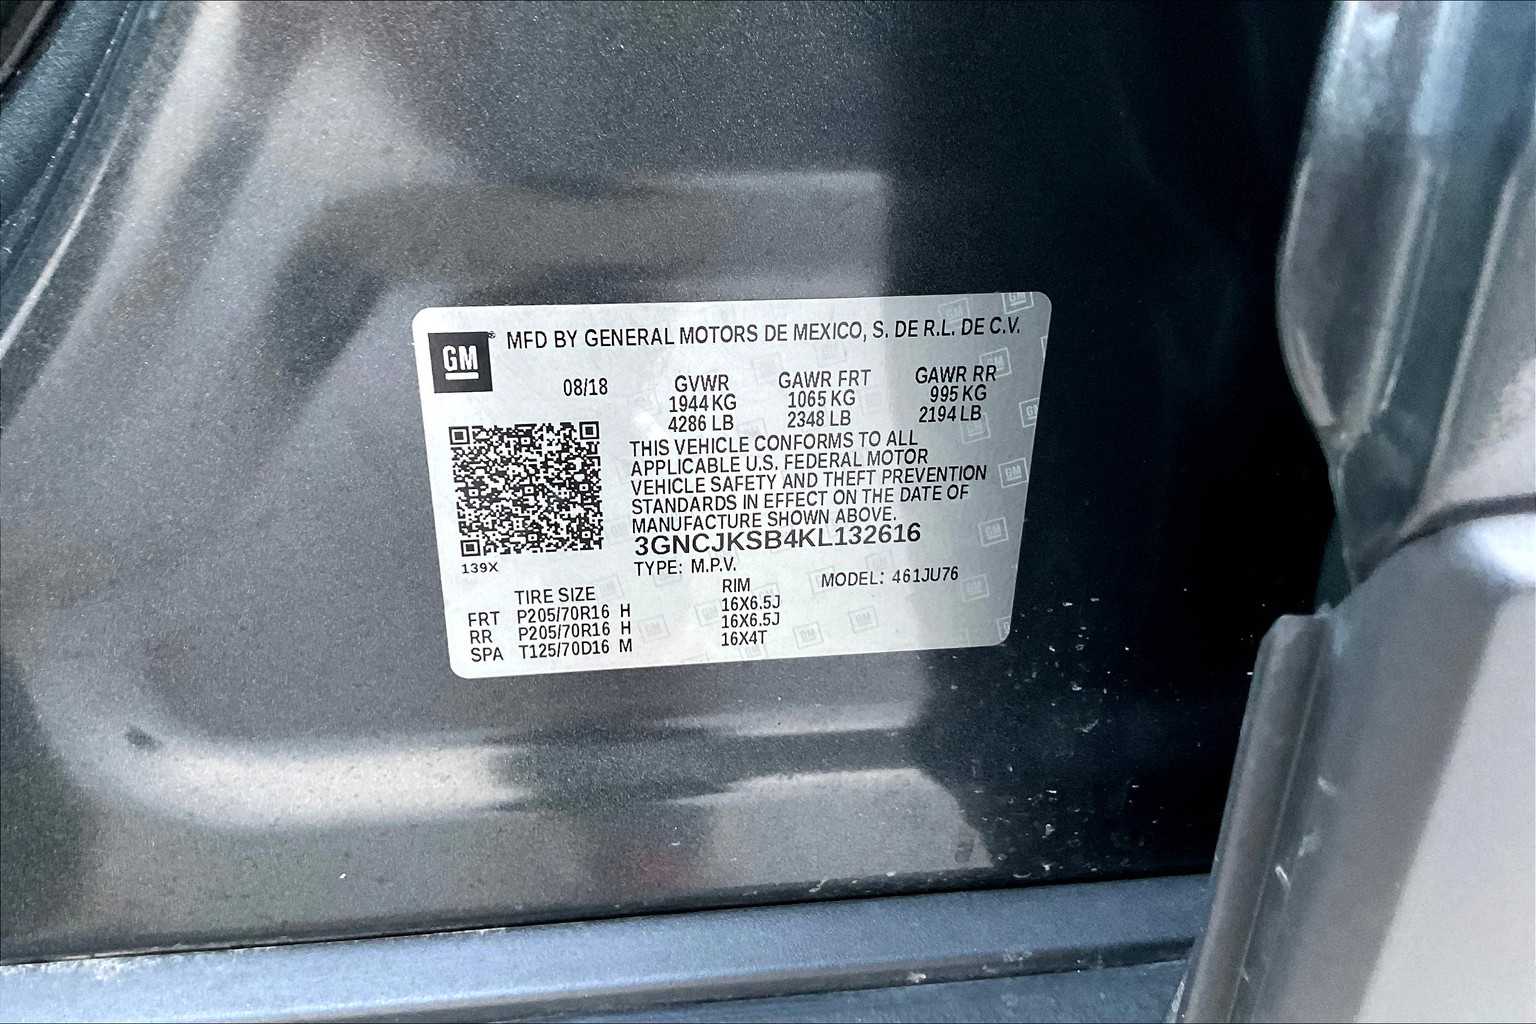 GM® MFD BY GENERAL MOTORS DE MEXICO, S. DE R.L. DE C.V.
08/18 GVWR GAWR FRT GAWR RR
1944 KG 1065 KG 995 KG
4286 LB 2348 LB 2194 LB
THIS VEHICLE CONFORMS TO ALL
APPLICABLE U.S. FEDERAL MOTOR
VEHICLE SAFETY AND THEFT PREVENTION
STANDARDS IN EFFECT ON THE DATE OF
MANUFACTURE SHOWN ABOVE.
3GNCJKSB4KL132616
139X
TYPE: M.P.V. MODEL: 461JU76
TIRE SIZE RIM
FRT P205/70R16 H 16X6.5J
RR P205/70R16 H 16X6.5J
SPA T125/70D16 M 16X4T